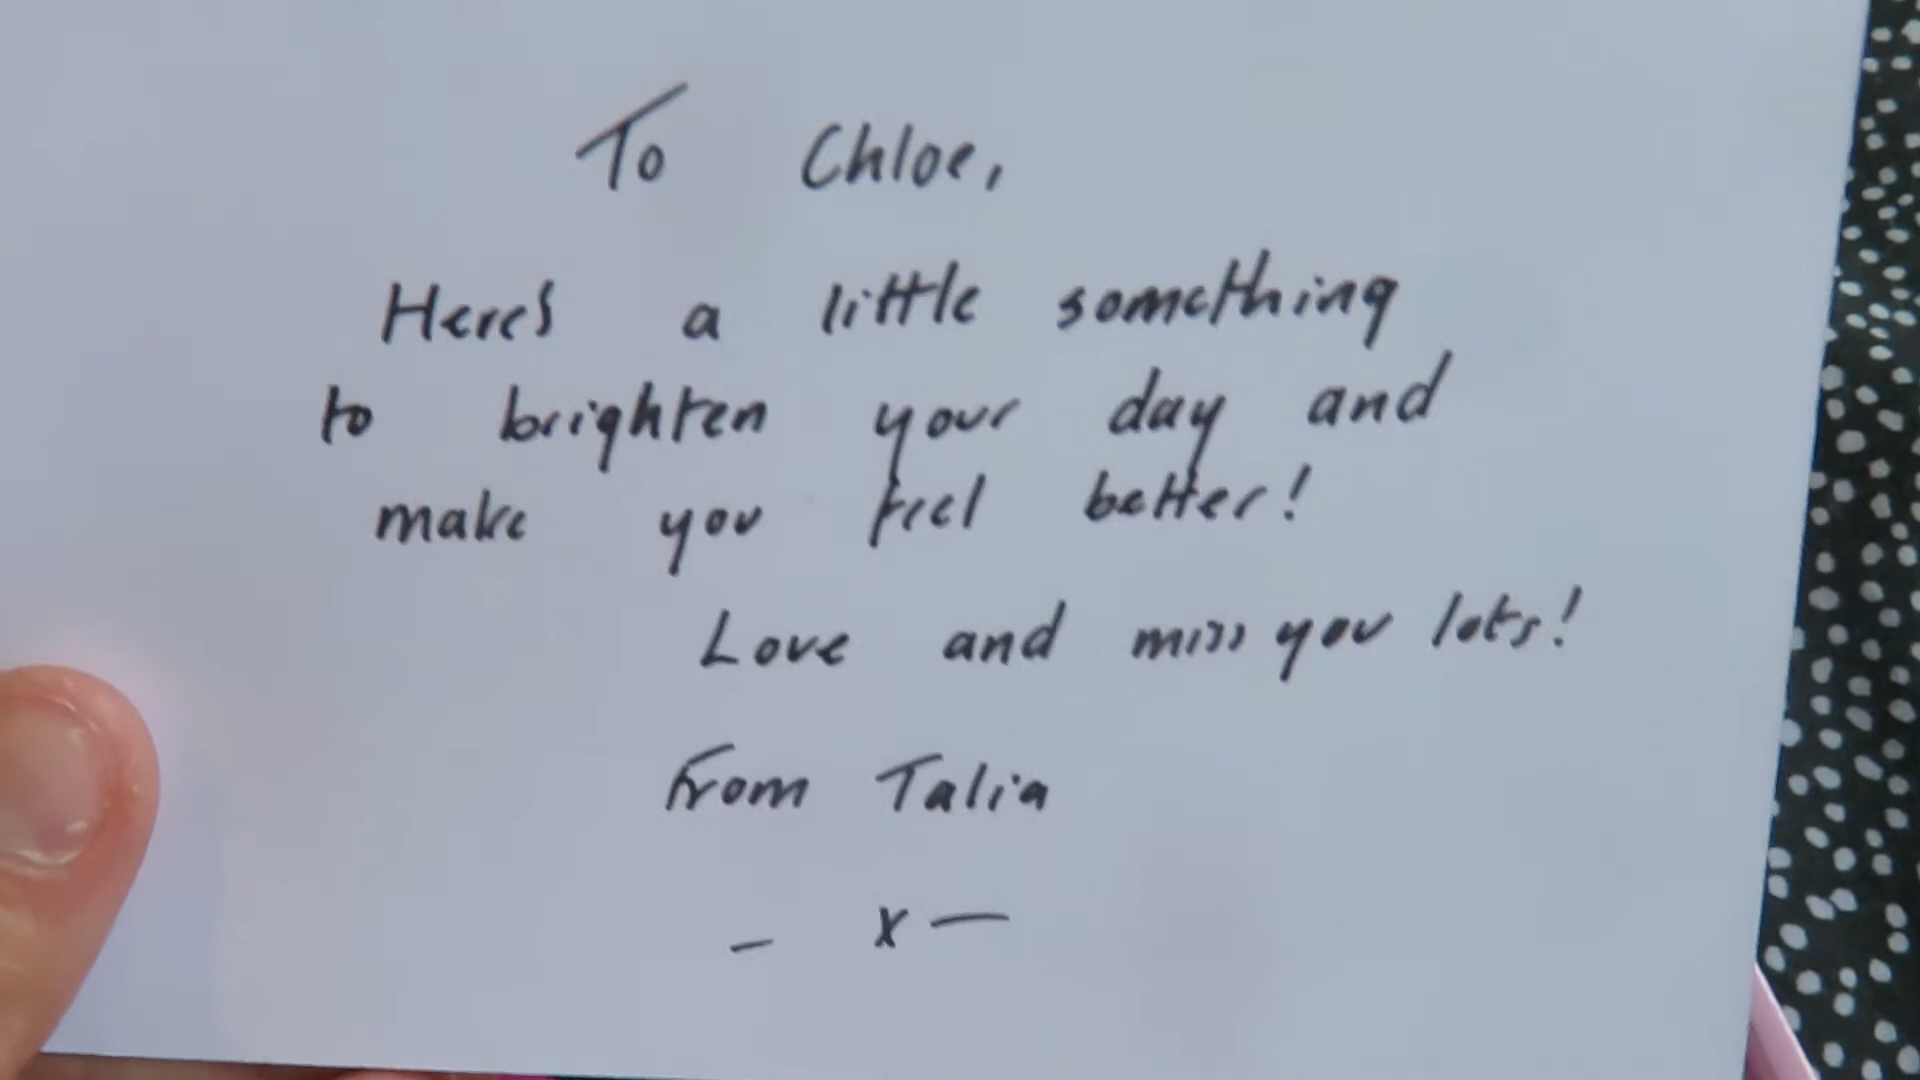 To Chloe,
Here's a little something
to brighten your day and
make you feel better!
Love and miss you lots!
From Talia
– x —